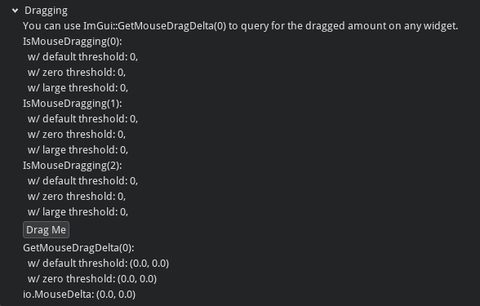 Dragging
You can use ImGui::GetMouseDragDelta(0) to query for the dragged amount on any widget.
IsMouseDragging(0):
w/ default threshold: 0,
w/ zero threshold: 0,
w/ large threshold: 0,
IsMouseDragging(1):
w/ default threshold: 0,
w/ zero threshold: 0,
w/ large threshold: 0,
IsMouseDragging(2):
w/ default threshold: 0,
w/ zero threshold: 0,
w/ large threshold: 0,
Drag Me
GetMouseDragDelta(0):
w/ default threshold: (0.0, 0.0)
w/ zero threshold: (0.0, 0.0)
io.MouseDelta: (0.0, 0.0)